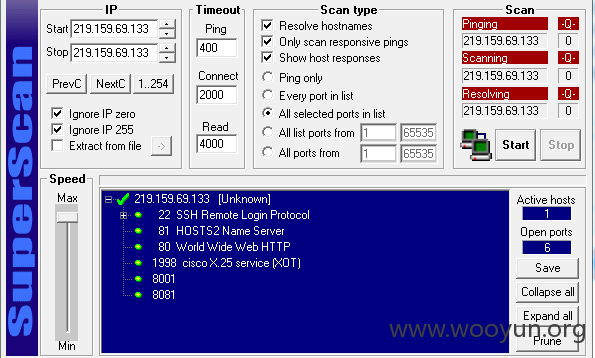 SuperScan
IP
Start 219.159.69.133
Stop 219.159.69.133
PrevC NextC 1..254
Ignore IP zero
Ignore IP 255
Extract from file ->
Timeout
Ping
400
Connect
2000
Read
4000
Scan type
Resolve hostnames
Only scan responsive pings
Show host responses
Ping only
Every port in list
All selected ports in list
All list ports from 1 65535
All ports from 1 65535
Scan
Pinging -Q-
219.159.69.133 0
Scanning -Q-
219.159.69.133 0
Resolving -Q-
219.159.69.133 0
Start Stop
Speed
Max
Min
219.159.69.133 [Unknown]
22 SSH Remote Login Protocol
81 HOSTS2 Name Server
80 World Wide Web HTTP
1998 cisco X.25 service (XOT)
8001
8081
Active hosts
1
Open ports
6
Save
Collapse all
Expand all
Prune
www.wooyun.org